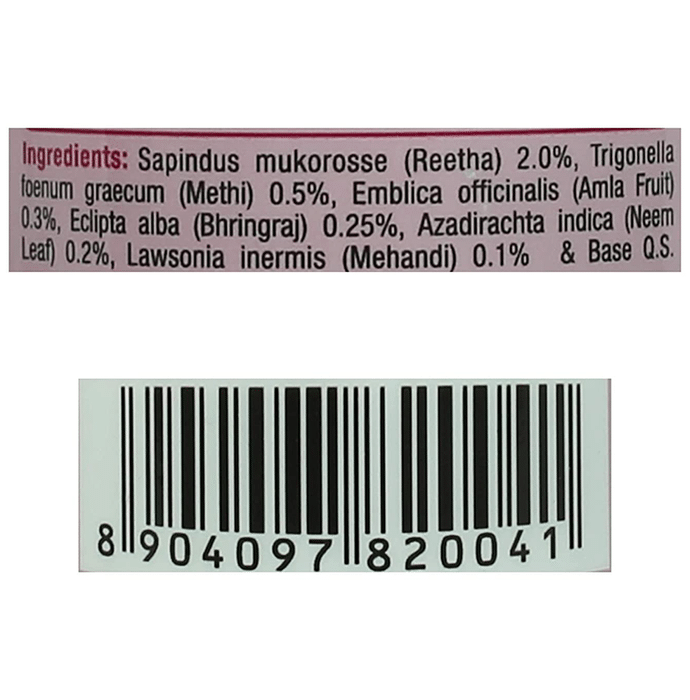 Ingredients: Sapindus mukorosse (Reetha) 2.0%, Trigonella
foenum graecum (Methi) 0.5%, Emblica officinalis (Amla Fruit)
0.3%, Eclipta alba (Bhringraj) 0.25%, Azadirachta indica (Neem
Leaf) 0.2%, Lawsonia inermis (Mehandi) 0.1% & Base Q.S.
8 904097 820041